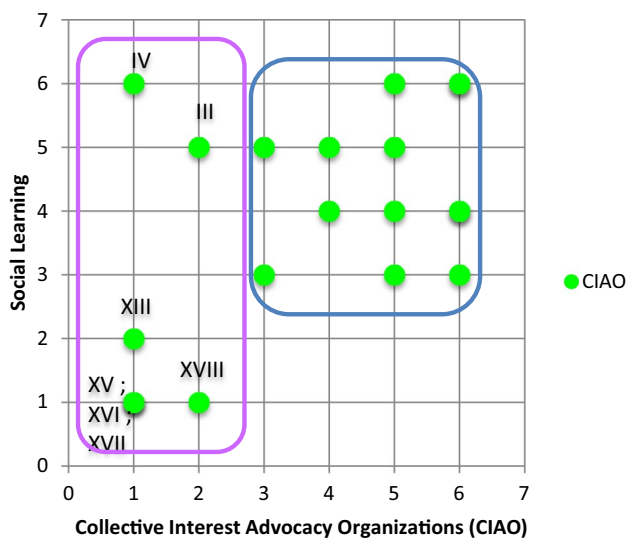 7
IV
6
III
5
4
3
XIII
2
XVIII
XV ;
1
XVI ;
XVII
0
0 1 2 3 4 5 6 7
Social Learning
CIAO
Collective Interest Advocacy Organizations (CIAO)